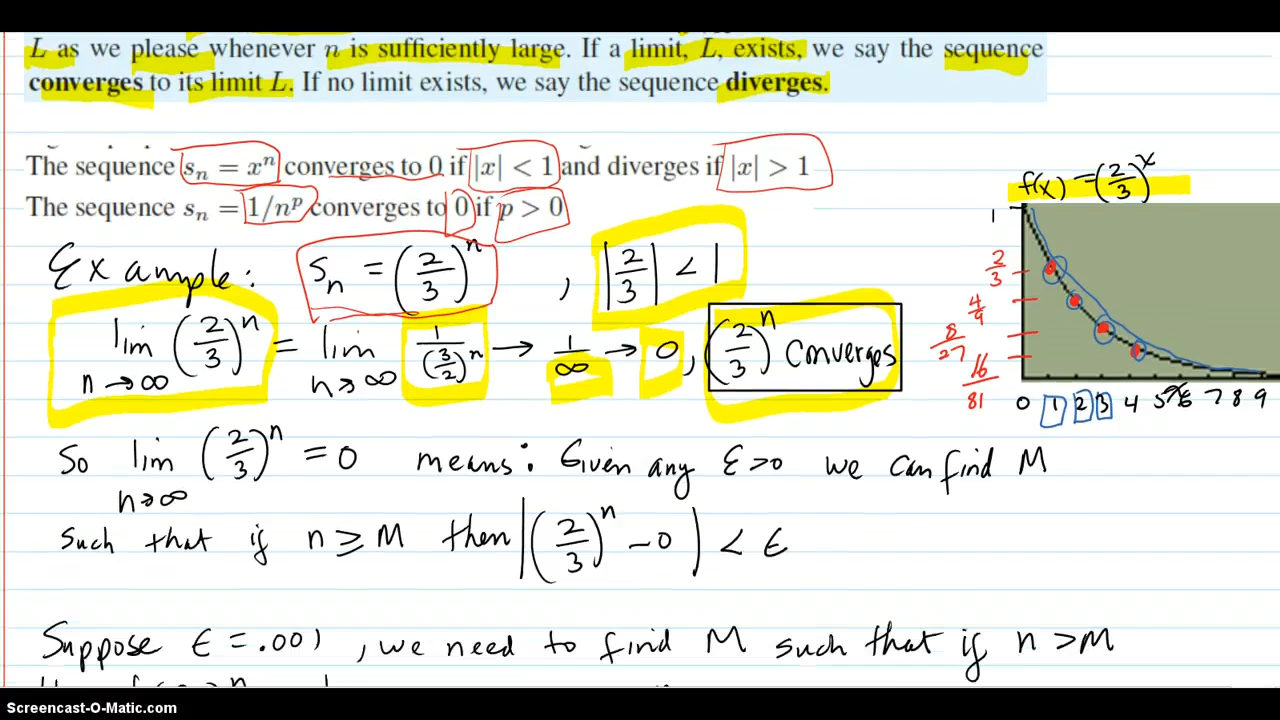 L as we please whenever n is sufficiently large. If a limit, L, exists, we say the sequence
converges to its limit L. If no limit exists, we say the sequence diverges.
The sequence sₙ = xⁿ converges to 0 if |x| < 1 and diverges if |x| > 1
The sequence sₙ = 1/nᵖ converges to 0 if p > 0
f(x) = (2/3)^x
1
2/3
4/9
8/27
16/81
0 1 2 3 4 5 6 7 8 9
x
Example: sₙ = (2/3)ⁿ , |2/3| < 1
lim n→∞ (2/3)ⁿ = lim n→∞ 1/(3/2)ⁿ → 1/∞ → 0, (2/3)ⁿ Converges
So lim n→∞ (2/3)ⁿ = 0 means: Given any ε>0 we can find M
Such that if n ≥ M then |(2/3)ⁿ - 0| < ε
Suppose ε = .001, we need to find M such that if n > M
Screencast-O-Matic.com